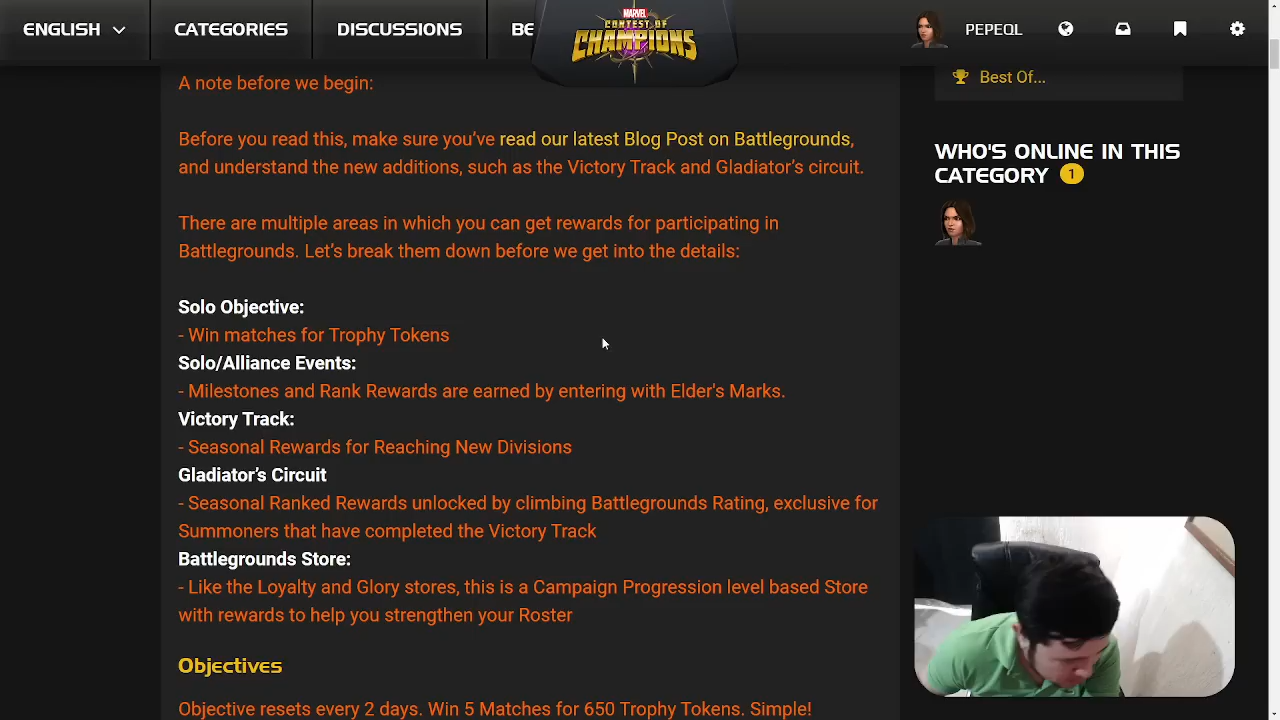 ENGLISH CATEGORIES DISCUSSIONS BE MARVEL CONTEST OF CHAMPIONS PEPEQL
A note before we begin:
Before you read this, make sure you've read our latest Blog Post on Battlegrounds,
and understand the new additions, such as the Victory Track and Gladiator's circuit.
There are multiple areas in which you can get rewards for participating in
Battlegrounds. Let's break them down before we get into the details:
Solo Objective:
- Win matches for Trophy Tokens
Solo/Alliance Events:
- Milestones and Rank Rewards are earned by entering with Elder's Marks.
Victory Track:
- Seasonal Rewards for Reaching New Divisions
Gladiator's Circuit
- Seasonal Ranked Rewards unlocked by climbing Battlegrounds Rating, exclusive for
Summoners that have completed the Victory Track
Battlegrounds Store:
- Like the Loyalty and Glory stores, this is a Campaign Progression level based Store
with rewards to help you strengthen your Roster
Objectives
Objective resets every 2 days. Win 5 Matches for 650 Trophy Tokens. Simple!
Best Of...
WHO'S ONLINE IN THIS
CATEGORY 1